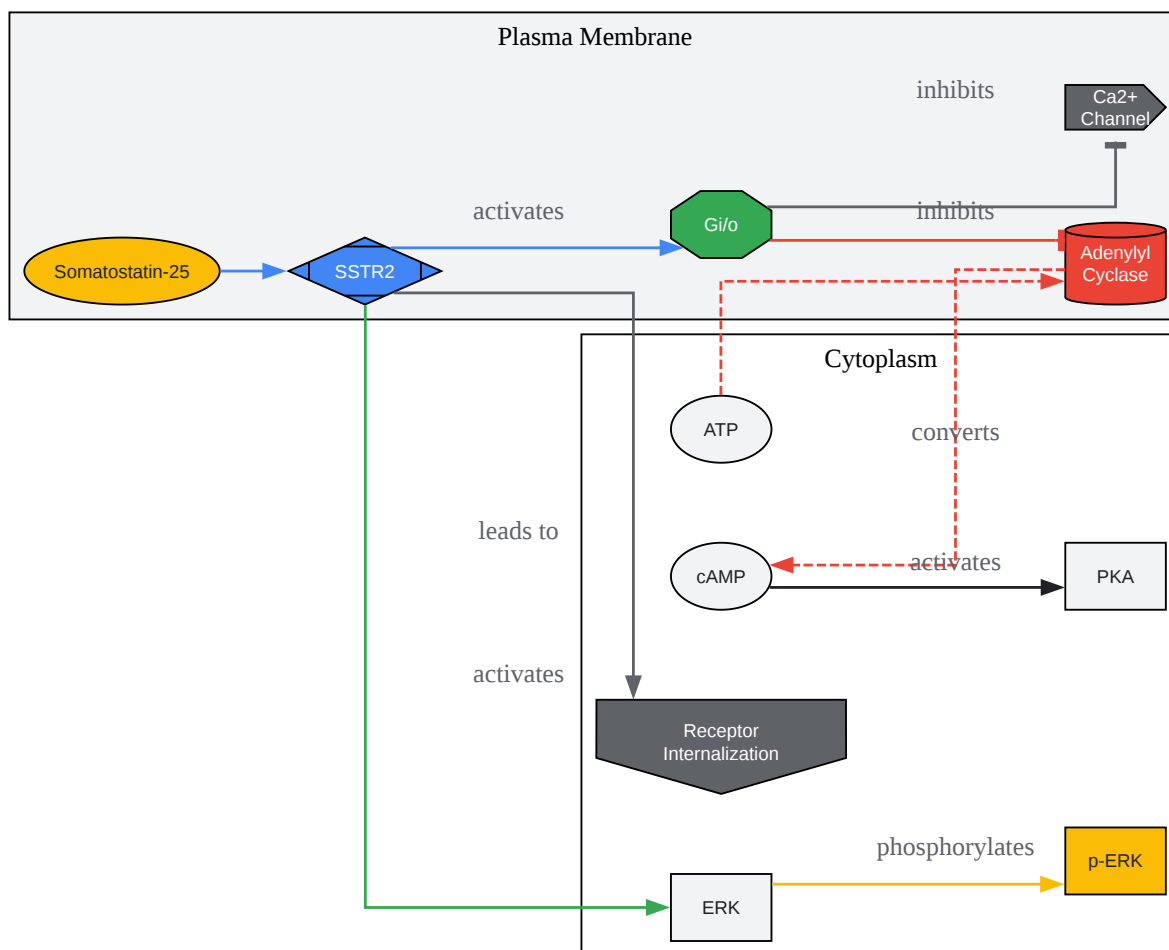 Plasma Membrane
inhibits
Ca2+
Channel
activates
inhibits
Gi/o
Adenylyl
Cyclase
Somatostatin-25
SSTR2
Cytoplasm
ATP
converts
leads to
activates
cAMP
PKA
activates
Receptor
Internalization
phosphorylates
p-ERK
ERK